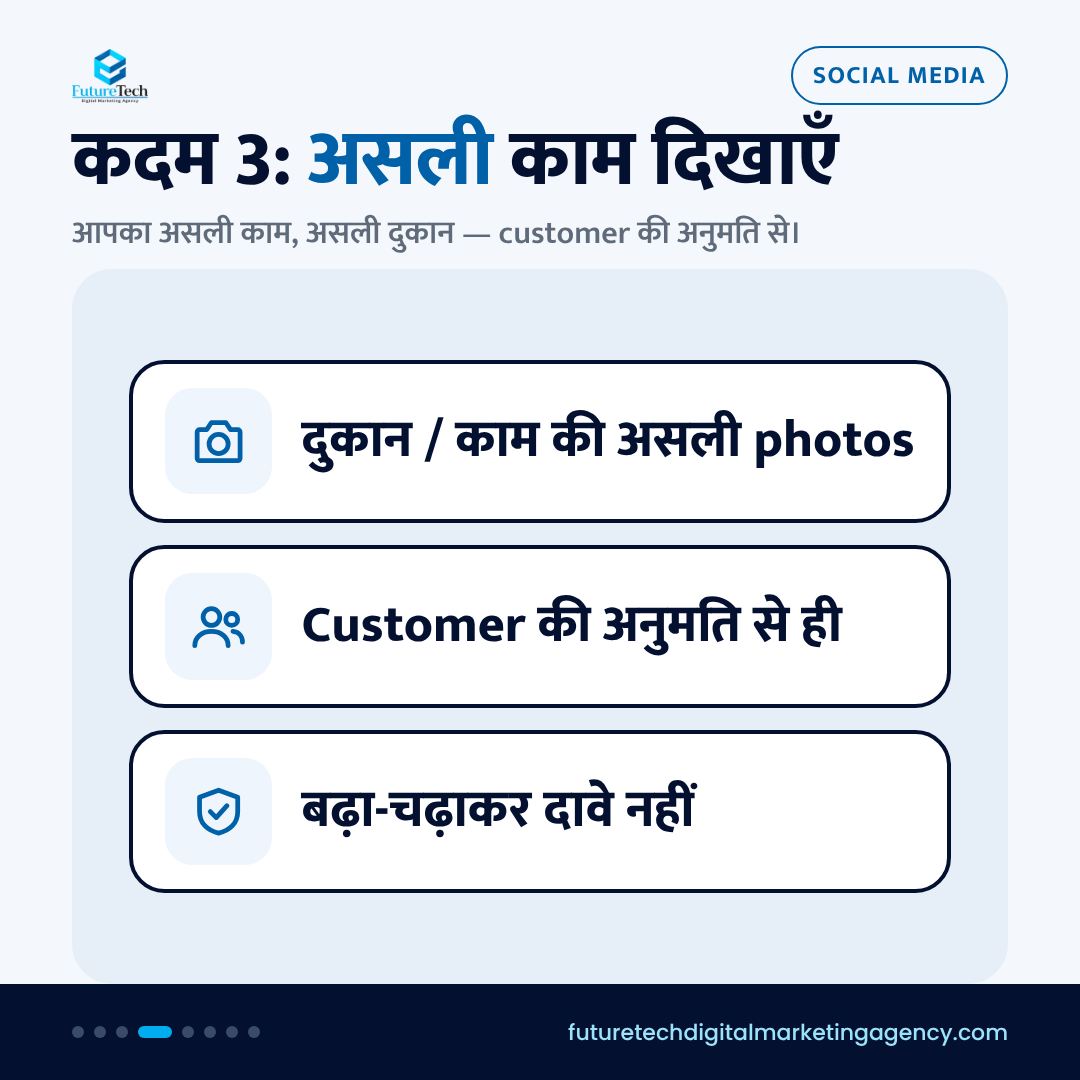 FutureTech
Digital Marketing Agency
SOCIAL MEDIA
कदम 3: असली काम दिखाएँ
आपका असली काम, असली दुकान — customer की अनुमति से।
दुकान / काम की असली photos
Customer की अनुमति से ही
बढ़ा-चढ़ाकर दावे नहीं
futuretechdigitalmarketingagency.com